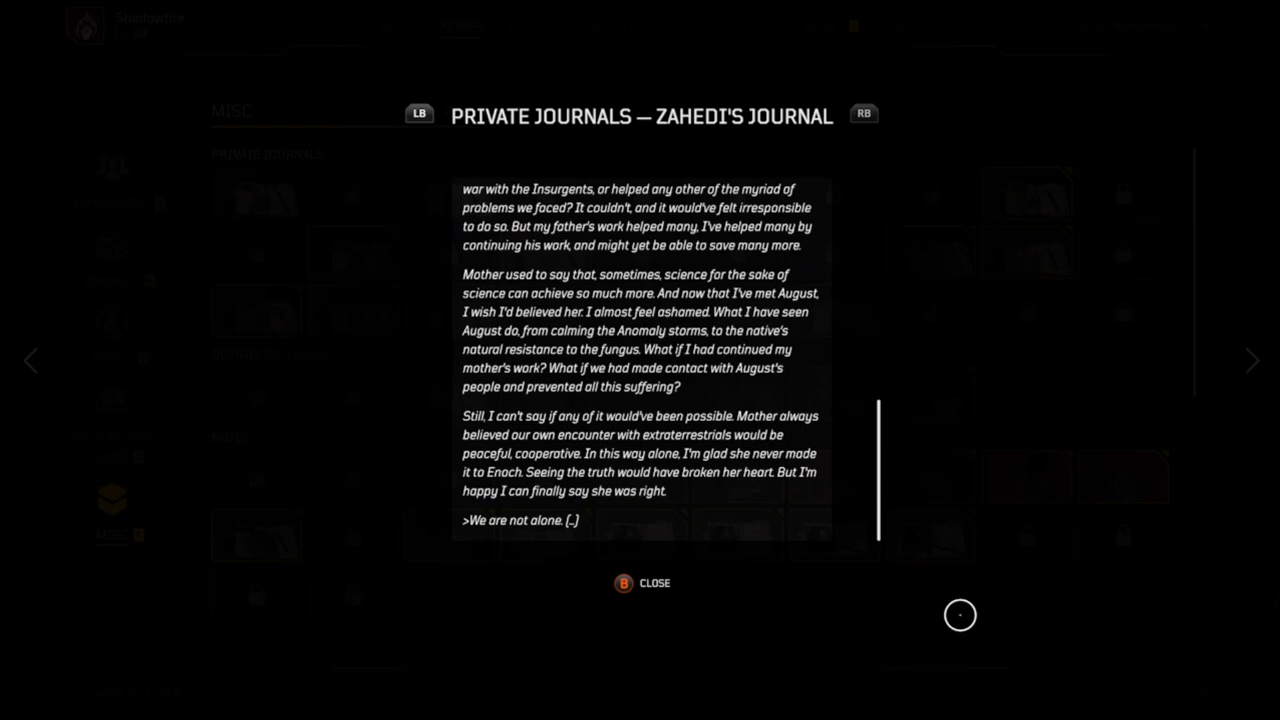 Shadowfire
30
MISC
LB PRIVATE JOURNALS — ZAHEDI'S JOURNAL RB
PRIVATE JOURNALS
war with the Insurgents, or helped any other of the myriad of
problems we faced? It couldn't, and it would've felt irresponsible
to do so. But my father's work helped many, I've helped many by
continuing his work, and might yet be able to save many more.
Mother used to say that, sometimes, science for the sake of
science can achieve so much more. And now that I've met August,
I wish I'd believed her. I almost feel ashamed. What I have seen
August do, from calming the Anomaly storms, to the native's
natural resistance to the fungus. What if I had continued my
mother's work? What if we had made contact with August's
people and prevented all this suffering?
Still, I can't say if any of it would've been possible. Mother always
believed our own encounter with extraterrestrials would be
peaceful, cooperative. In this way alone, I'm glad she never made
it to Enoch. Seeing the truth would have broken her heart. But I'm
happy I can finally say she was right.
>We are not alone. (..)
NOTES
B CLOSE